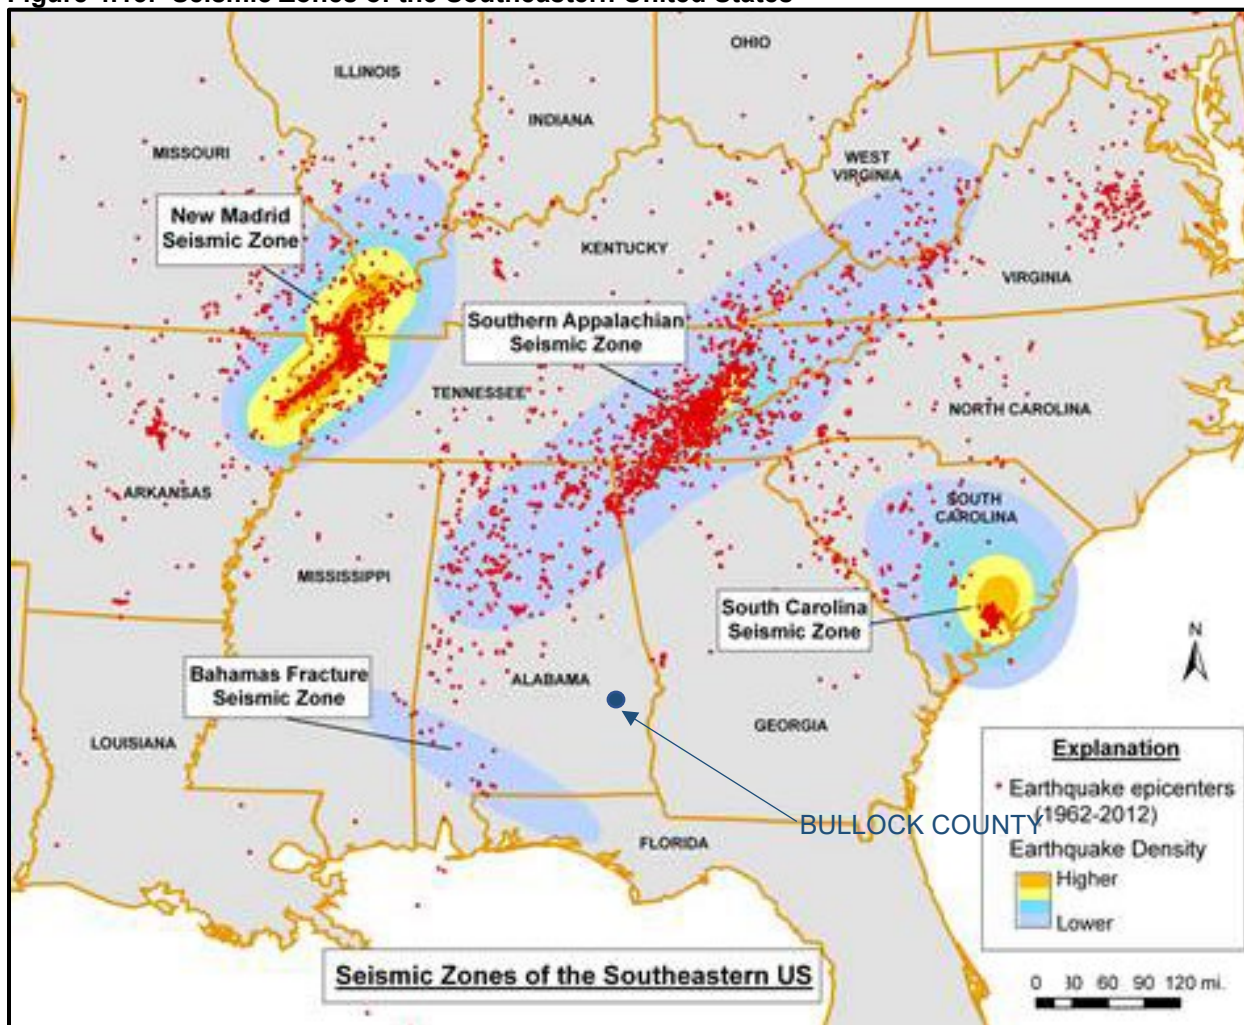 OHIO
ILLINOIS
INDIANA
MISSOURI
WEST
VIRGINIA
New Madrid
Seismic Zone
KENTUCKY
VIRGINIA
Southern Appalachian
Seismic Zone
TENNESSEE
NORTH CAROLINA
ARKANSAS
SOUTH
CAROLINA
MISSISSIPPI
South Carolina
Seismic Zone
N
Bahamas Fracture
Seismic Zone
ALABAMA
GEORGIA
LOUISIANA
BULLOCK COUNTY
FLORIDA
Explanation
Earthquake epicenters
(1962-2012)
Earthquake Density
Higher
Lower
Seismic Zones of the Southeastern US
0 30 60 90 120 mi.